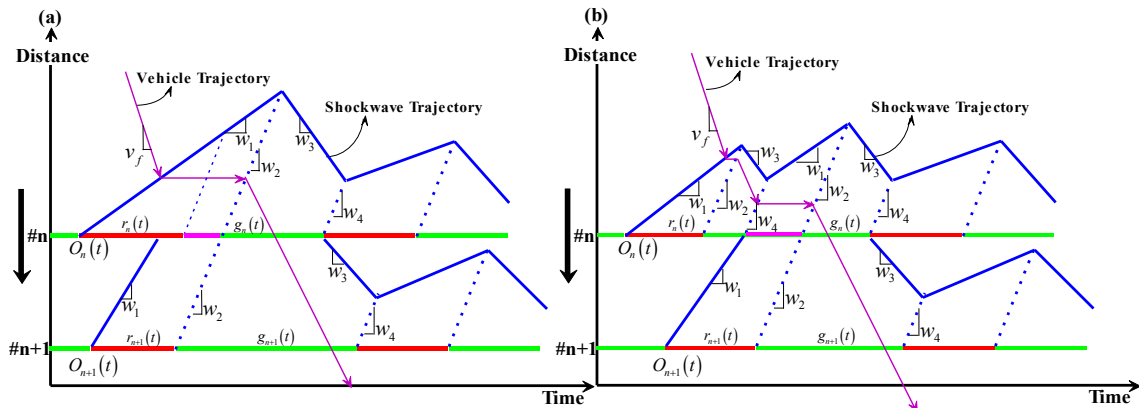 (a)
Distance
Vehicle Trajectory
Shockwave Trajectory
v_f
w_1
w_3
w_2
w_4
#n
O_n(t)
r_n(t)
g_n(t)
w_3
w_1
w_2
w_4
r_{n+1}(t)
g_{n+1}(t)
#n+1
O_{n+1}(t)
Time
(b)
Distance
Vehicle Trajectory
Shockwave Trajectory
v_f
w_3
w_1
w_3
w_1
w_2
w_2
w_4
w_4
#n
O_n(t)
r_n(t)
g_n(t)
w_3
w_1
w_2
w_4
r_{n+1}(t)
g_{n+1}(t)
#n+1
O_{n+1}(t)
Time